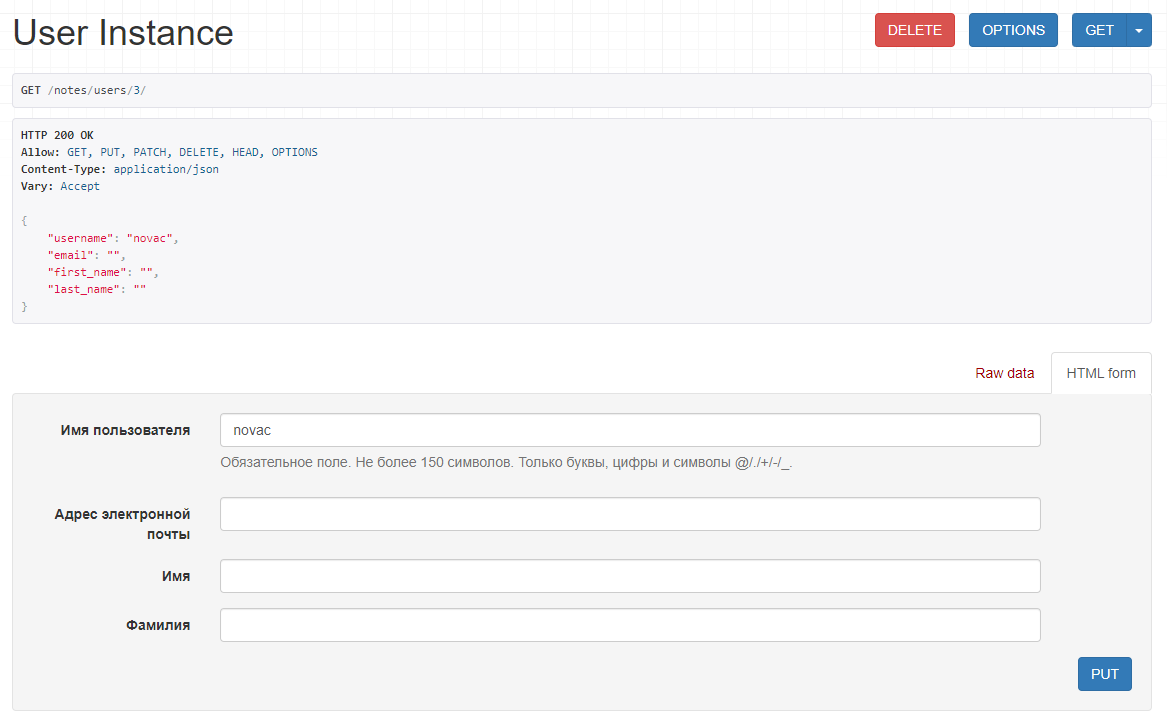 User Instance
DELETE
OPTIONS
GET
GET /notes/users/3/
HTTP 200 OK
Allow: GET, PUT, PATCH, DELETE, HEAD, OPTIONS
Content-Type: application/json
Vary: Accept
{
    "username": "novac",
    "email": "",
    "first_name": "",
    "last_name": ""
}
Raw data
HTML form
Имя пользователя
novac
Обязательное поле. Не более 150 символов. Только буквы, цифры и символы @/./+/-/_.
Адрес электронной
почты
Имя
Фамилия
PUT